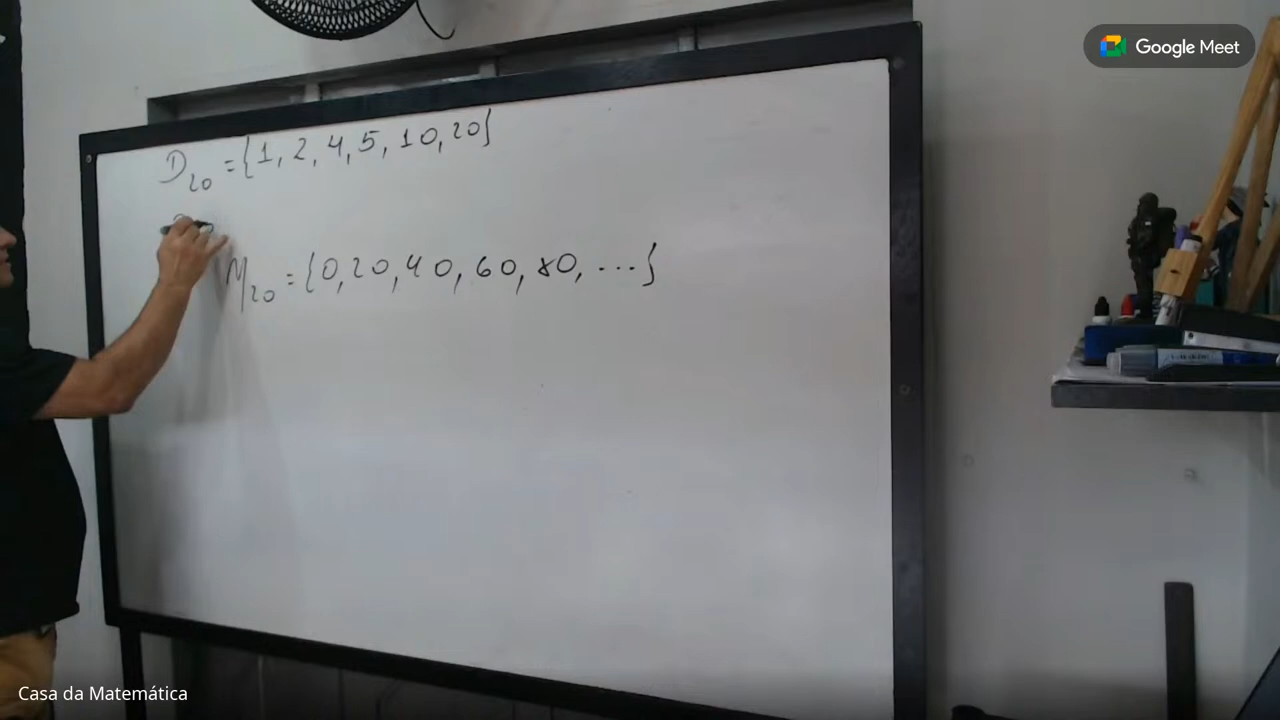 D₂₀ = {1, 2, 4, 5, 10, 20}
M₂₀ = {0, 20, 40, 60, 80, ...}
Google Meet
Casa da Matemática